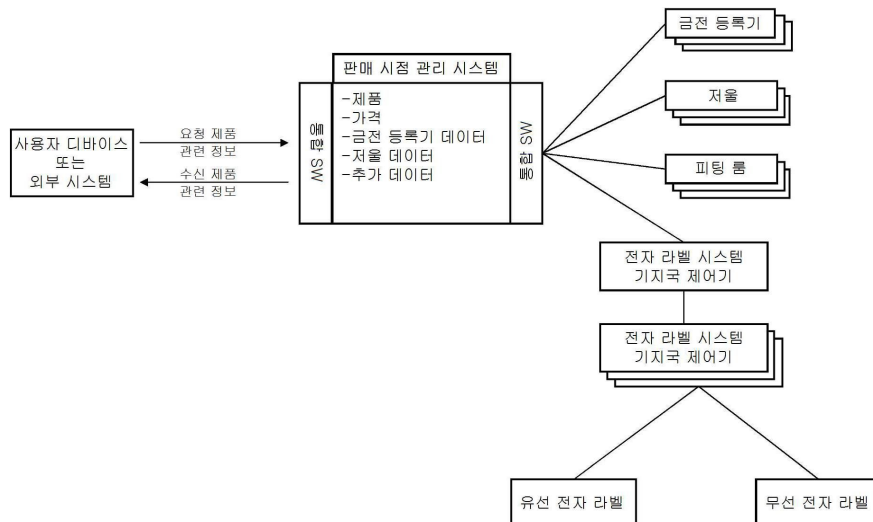 금전 등록기
판매 시점 관리 시스템
저울
통합 SW
-제품
-가격
-금전 등록기 데이터
-저울 데이터
-추가 데이터
통합 SW
사용자 디바이스
또는
외부 시스템
요청 제품
관련 정보
수신 제품
관련 정보
피팅 룸
전자 라벨 시스템
기지국 제어기
전자 라벨 시스템
기지국 제어기
유선 전자 라벨
무선 전자 라벨